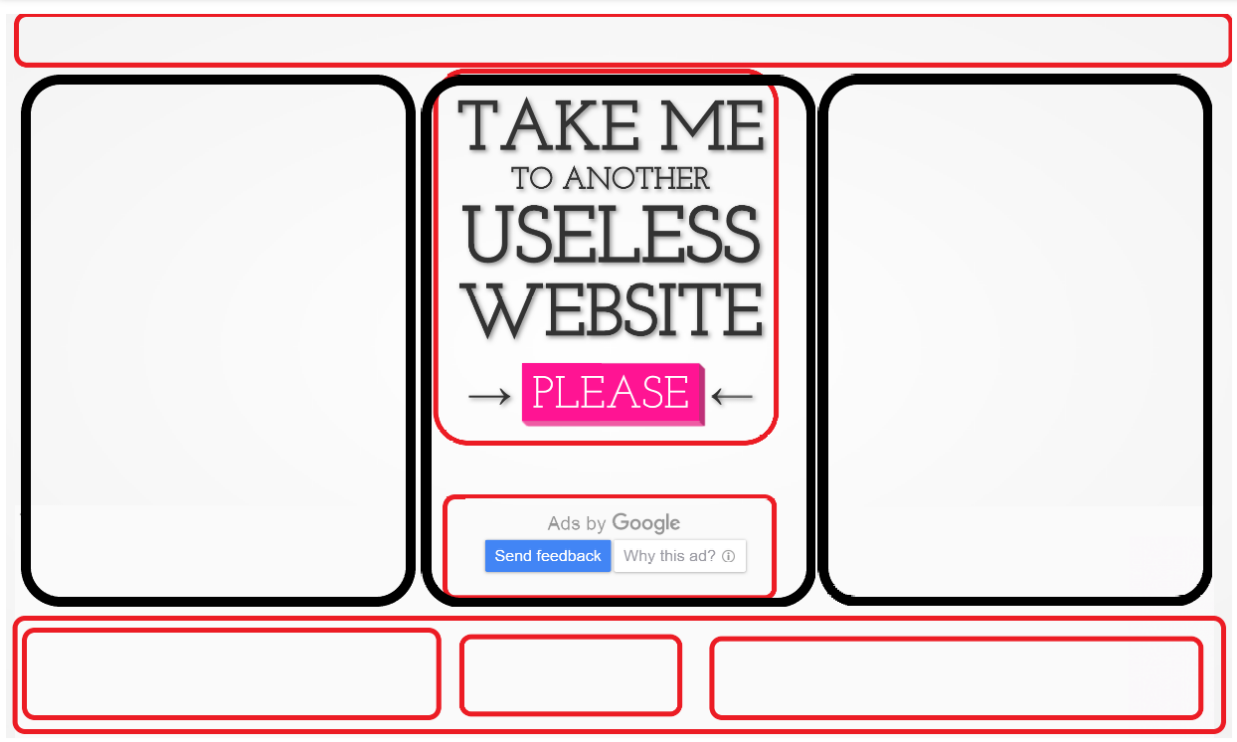 TAKE ME
TO ANOTHER
USELESS
WEBSITE
→ PLEASE ←
Ads by Google
Send feedback Why this ad? ⓘ